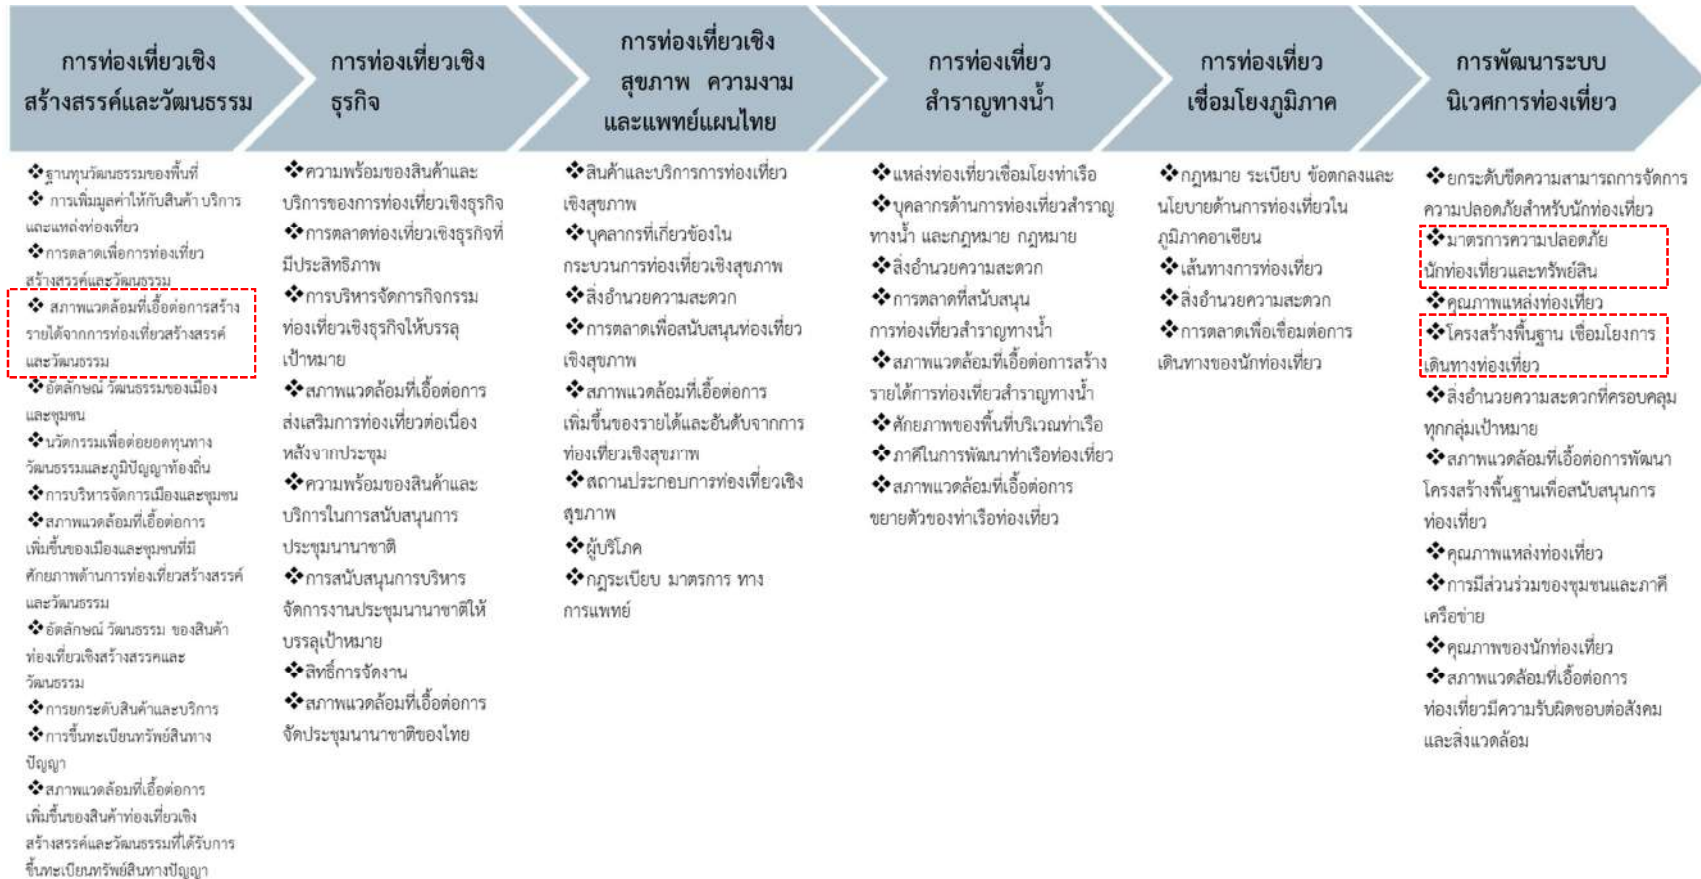 การท่องเที่ยวเชิง
สร้างสรรค์และวัฒนธรรม
❖ฐานทุนวัฒนธรรมของพื้นที่
❖ การเพิ่มมูลค่าให้กับสินค้า บริการ
และแหล่งท่องเที่ยว
❖การตลาดเพื่อการท่องเที่ยว
สร้างสรรค์และวัฒนธรรม
❖ สภาพแวดล้อมที่เอื้อต่อการสร้าง
รายได้จากการท่องเที่ยวสร้างสรรค์
และวัฒนธรรม
❖อัตลักษณ์ วัฒนธรรมของเมือง
และชุมชน
❖นวัตกรรมเพื่อต่อยอดทุนทาง
วัฒนธรรมและภูมิปัญญาท้องถิ่น
❖การบริหารจัดการเมืองและชุมชน
❖สภาพแวดล้อมที่เอื้อต่อการ
เพิ่มขึ้นของเมืองและชุมชนที่มี
ศักยภาพด้านการท่องเที่ยวสร้างสรรค์
และวัฒนธรรม
❖อัตลักษณ์ วัฒนธรรม ของสินค้า
ท่องเที่ยวเชิงสร้างสรรคและ
วัฒนธรรม
❖การยกระดับสินค้าและบริการ
❖การขึ้นทะเบียนทรัพย์สินทาง
ปัญญา
❖สภาพแวดล้อมที่เอื้อต่อการ
เพิ่มขึ้นของสินค้าท่องเที่ยวเชิง
สร้างสรรค์และวัฒนธรรมที่ได้รับการ
ขึ้นทะเบียนทรัพย์สินทางปัญญา
การท่องเที่ยวเชิง
ธุรกิจ
❖ความพร้อมของสินค้าและ
บริการของการท่องเที่ยวเชิงธุรกิจ
❖การตลาดท่องเที่ยวเชิงธุรกิจที่
มีประสิทธิภาพ
❖การบริหารจัดการกิจกรรม
ท่องเที่ยวเชิงธุรกิจให้บรรลุ
เป้าหมาย
❖สภาพแวดล้อมที่เอื้อต่อการ
ส่งเสริมการท่องเที่ยวต่อเนื่อง
หลังจากประชุม
❖ความพร้อมของสินค้าและ
บริการในการสนับสนุนการ
ประชุมนานาชาติ
❖การสนับสนุนการบริหาร
จัดการงานประชุมนานาชาติให้
บรรลุเป้าหมาย
❖สิทธิ์การจัดงาน
❖สภาพแวดล้อมที่เอื้อต่อการ
จัดประชุมนานาชาติของไทย
การท่องเที่ยวเชิง
สุขภาพ ความงาม
และแพทย์แผนไทย
❖สินค้าและบริการการท่องเที่ยว
เชิงสุขภาพ
❖บุคลากรที่เกี่ยวข้องใน
กระบวนการท่องเที่ยวเชิงสุขภาพ
❖สิ่งอำนวยความสะดวก
❖การตลาดเพื่อสนับสนุนท่องเที่ยว
เชิงสุขภาพ
❖สภาพแวดล้อมที่เอื้อต่อการ
เพิ่มขึ้นของรายได้และอันดับจากการ
ท่องเที่ยวเชิงสุขภาพ
❖สถานประกอบการท่องเที่ยวเชิง
สุขภาพ
❖ผู้บริโภค
❖กฎระเบียบ มาตรการ ทาง
การแพทย์
การท่องเที่ยว
สำราญทางน้ำ
❖แหล่งท่องเที่ยวเชื่อมโยงท่าเรือ
❖บุคลากรด้านการท่องเที่ยวสำราญ
ทางน้ำ และกฎหมาย กฎหมาย
❖สิ่งอำนวยความสะดวก
❖การตลาดที่สนับสนุน
การท่องเที่ยวสำราญทางน้ำ
❖สภาพแวดล้อมที่เอื้อต่อการสร้าง
รายได้การท่องเที่ยวสำราญทางน้ำ
❖ศักยภาพของพื้นที่บริเวณท่าเรือ
❖ภาคีในการพัฒนาท่าเรือท่องเที่ยว
❖สภาพแวดล้อมที่เอื้อต่อการ
ขยายตัวของท่าเรือท่องเที่ยว
การท่องเที่ยว
เชื่อมโยงภูมิภาค
❖กฎหมาย ระเบียบ ข้อตกลงและ
นโยบายด้านการท่องเที่ยวใน
ภูมิภาคอาเซียน
❖เส้นทางการท่องเที่ยว
❖สิ่งอำนวยความสะดวก
❖การตลาดเพื่อเชื่อมต่อการ
เดินทางของนักท่องเที่ยว
การพัฒนาระบบ
นิเวศการท่องเที่ยว
❖ยกระดับขีดความสามารถการจัดการ
ความปลอดภัยสำหรับนักท่องเที่ยว
❖มาตรการความปลอดภัย
นักท่องเที่ยวและทรัพย์สิน
❖คุณภาพแหล่งท่องเที่ยว
❖โครงสร้างพื้นฐาน เชื่อมโยงการ
เดินทางท่องเที่ยว
❖สิ่งอำนวยความสะดวกที่ครอบคลุม
ทุกกลุ่มเป้าหมาย
❖สภาพแวดล้อมที่เอื้อต่อการพัฒนา
โครงสร้างพื้นฐานเพื่อสนับสนุนการ
ท่องเที่ยว
❖คุณภาพแหล่งท่องเที่ยว
❖การมีส่วนร่วมของชุมชนและภาคี
เครือข่าย
❖คุณภาพของนักท่องเที่ยว
❖สภาพแวดล้อมที่เอื้อต่อการ
ท่องเที่ยวมีความรับผิดชอบต่อสังคม
และสิ่งแวดล้อม